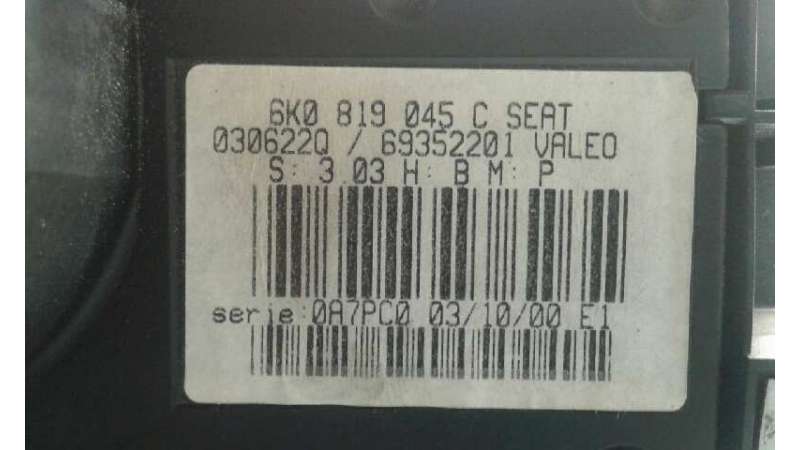 6K0 819 045 C SEAT
030622Q / 69352201 VALEO
S: 3.03 H: B M: P
serie:0A7PC0 03/10/00 E1